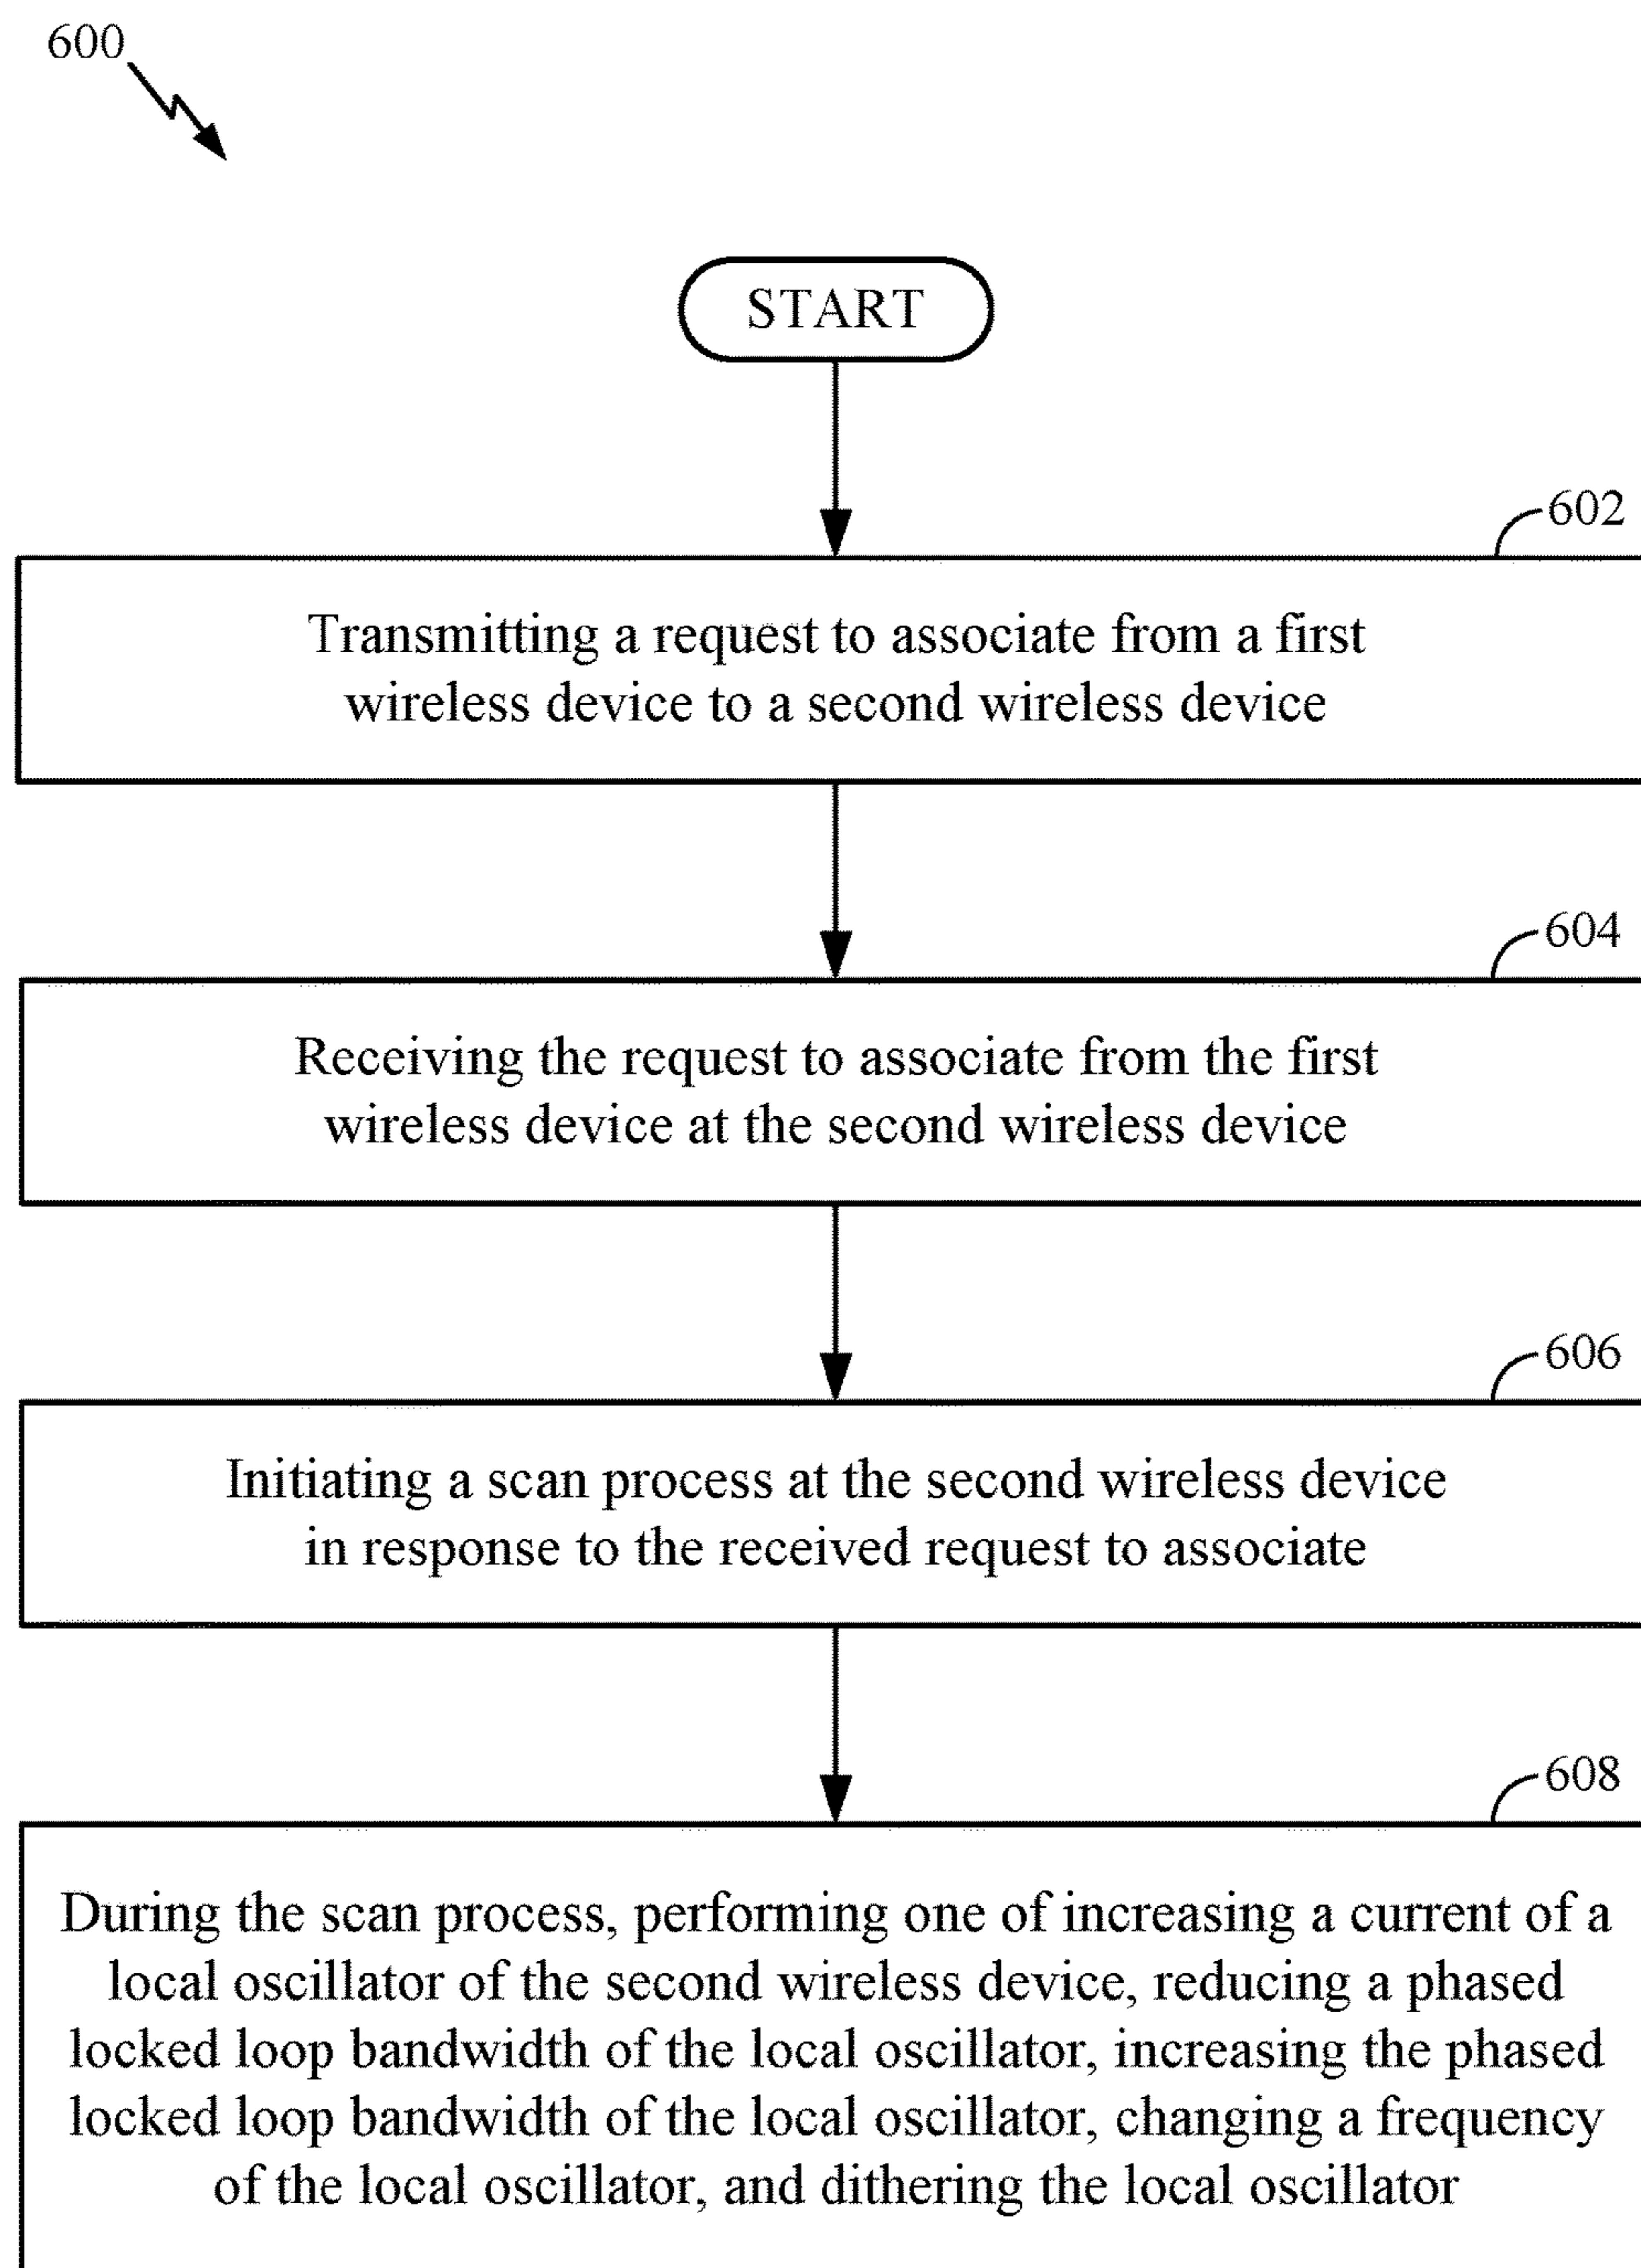 600
START
602
Transmitting a request to associate from a first
wireless device to a second wireless device
604
Receiving the request to associate from the first
wireless device at the second wireless device
606
Initiating a scan process at the second wireless device
in response to the received request to associate
608
During the scan process, performing one of increasing a current of a
local oscillator of the second wireless device, reducing a phased
locked loop bandwidth of the local oscillator, increasing the phased
locked loop bandwidth of the local oscillator, changing a frequency
of the local oscillator, and dithering the local oscillator